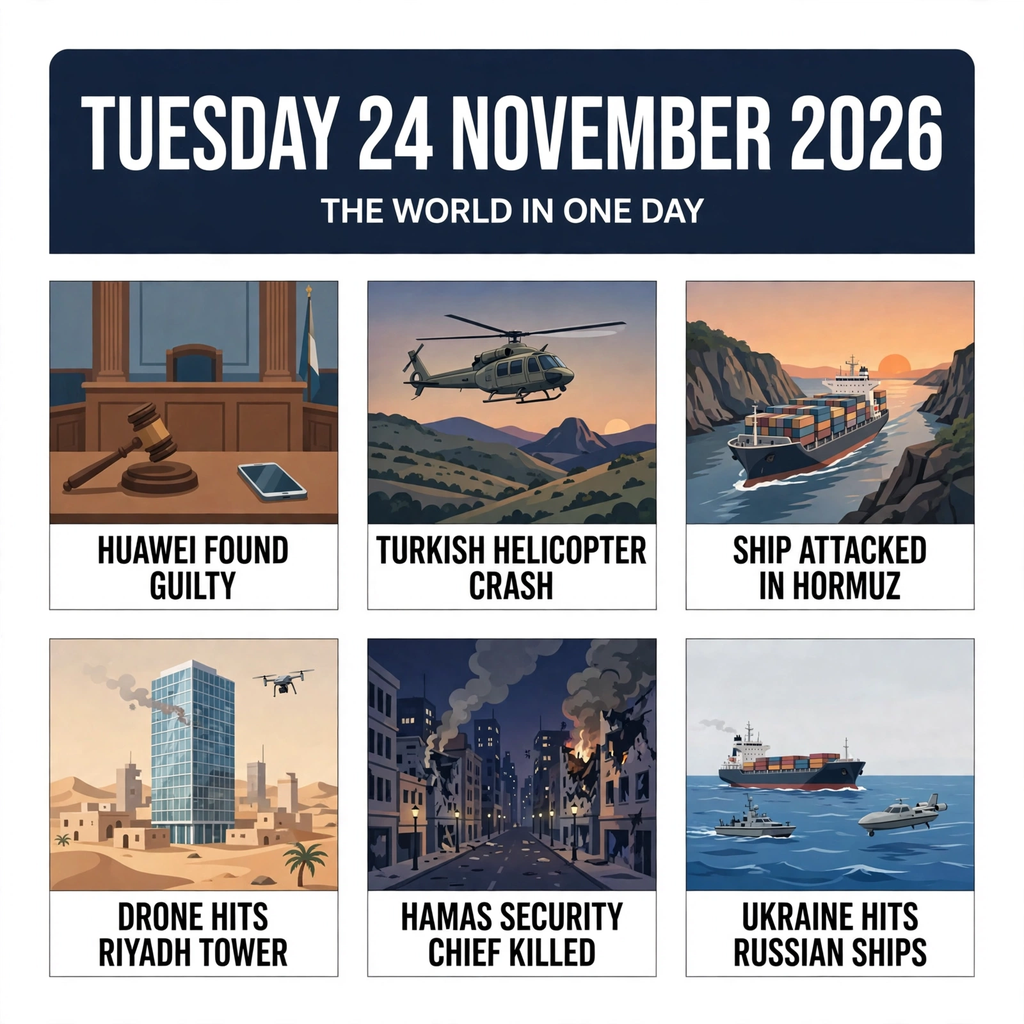 TUESDAY 24 NOVEMBER 2026
THE WORLD IN ONE DAY
HUAWEI FOUND
GUILTY
TURKISH HELICOPTER
CRASH
SHIP ATTACKED
IN HORMUZ
DRONE HITS
RIYADH TOWER
HAMAS SECURITY
CHIEF KILLED
UKRAINE HITS
RUSSIAN SHIPS